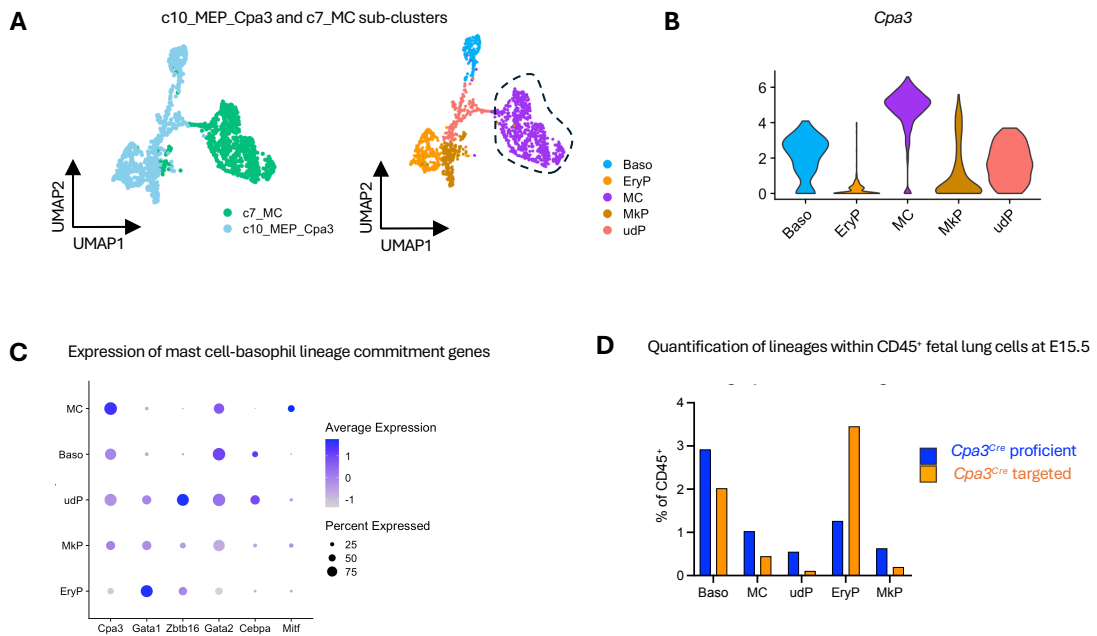 A
c10_MEP_Cpa3 and c7_MC sub-clusters
UMAP2
UMAP1
c7_MC
c10_MEP_Cpa3
UMAP2
UMAP1
Baso
EryP
MC
MkP
udP
B
Cpa3
6
4
2
0
Baso
EryP
MC
MkP
udP
C
Expression of mast cell-basophil lineage commitment genes
MC
Baso
udP
MkP
EryP
Cpa3 Gata1 Zbtb16 Gata2 Cebpa Mitf
Average Expression
1
0
-1
Percent Expressed
25
50
75
D
Quantification of lineages within CD45⁺ fetal lung cells at E15.5
% of CD45⁺
4
3
2
1
0
Baso MC udP EryP MkP
Cpa3ᶜʳᵉ proficient
Cpa3ᶜʳᵉ targeted